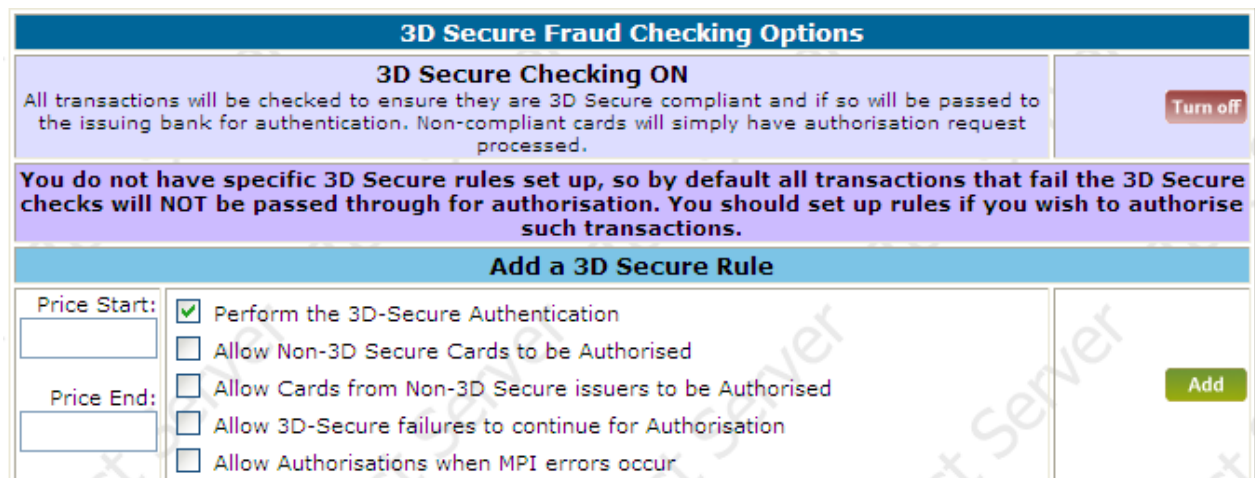 3D Secure Fraud Checking Options
3D Secure Checking ON
All transactions will be checked to ensure they are 3D Secure compliant and if so will be passed to
the issuing bank for authentication. Non-compliant cards will simply have authorisation request
processed.
Turn off
You do not have specific 3D Secure rules set up, so by default all transactions that fail the 3D Secure
checks will NOT be passed through for authorisation. You should set up rules if you wish to authorise
such transactions.
Add a 3D Secure Rule
Price Start:
Perform the 3D-Secure Authentication
Allow Non-3D Secure Cards to be Authorised
Price End:
Allow Cards from Non-3D Secure issuers to be Authorised
Allow 3D-Secure failures to continue for Authorisation
Allow Authorisations when MPI errors occur
Add
Server